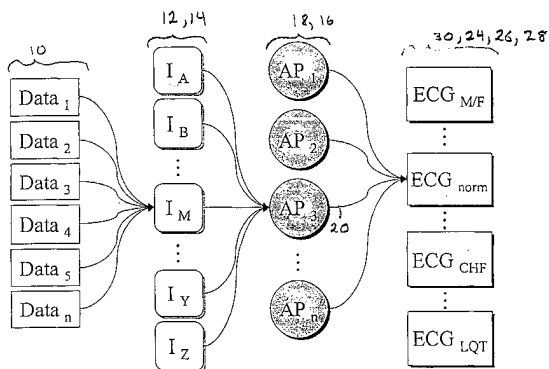 10
Data 1
Data 2
Data 3
Data 4
Data 5
Data n
12, 14
I A
I B
I M
I Y
I Z
18, 16
AP 1
AP 2
AP 3
20
AP n
30, 24, 26, 28
ECG M/F
ECG norm
ECG CHF
ECG LQT